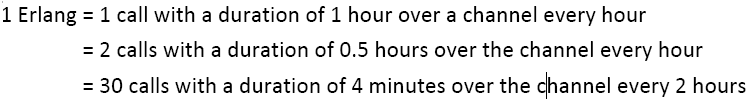 1 Erlang = 1 call with a duration of 1 hour over a channel every hour
= 2 calls with a duration of 0.5 hours over the channel every hour
= 30 calls with a duration of 4 minutes over the channel every 2 hours